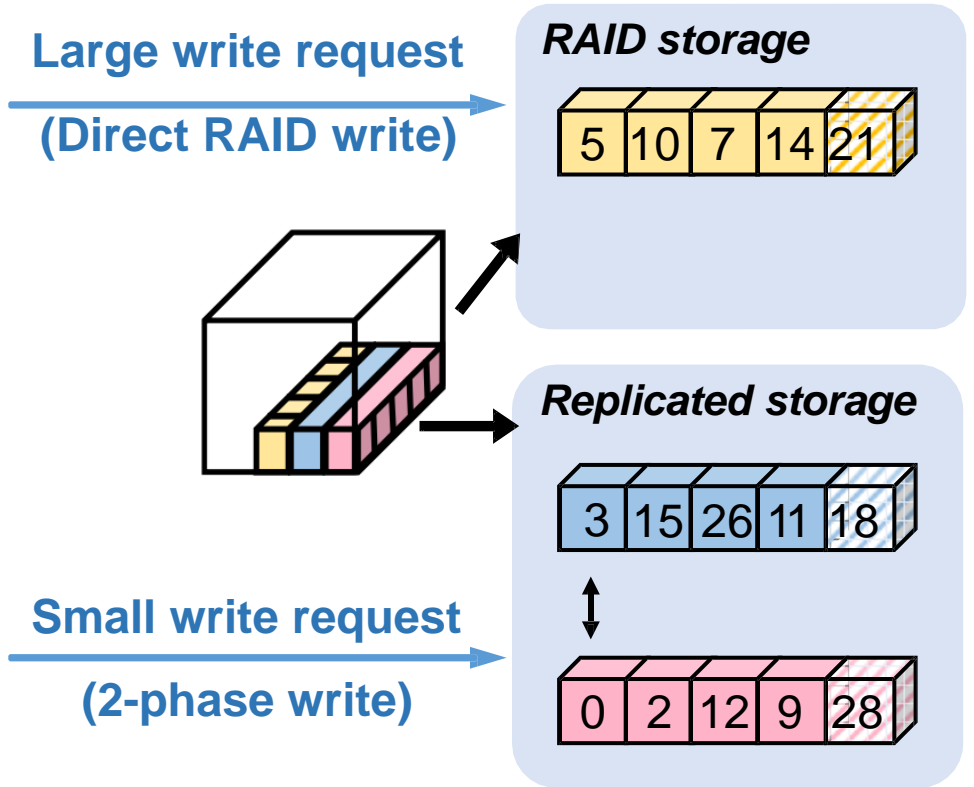 Large write request
(Direct RAID write)
RAID storage
5 10 7 14 21
Replicated storage
3 15 26 11 18
Small write request
(2-phase write)
0 2 12 9 28